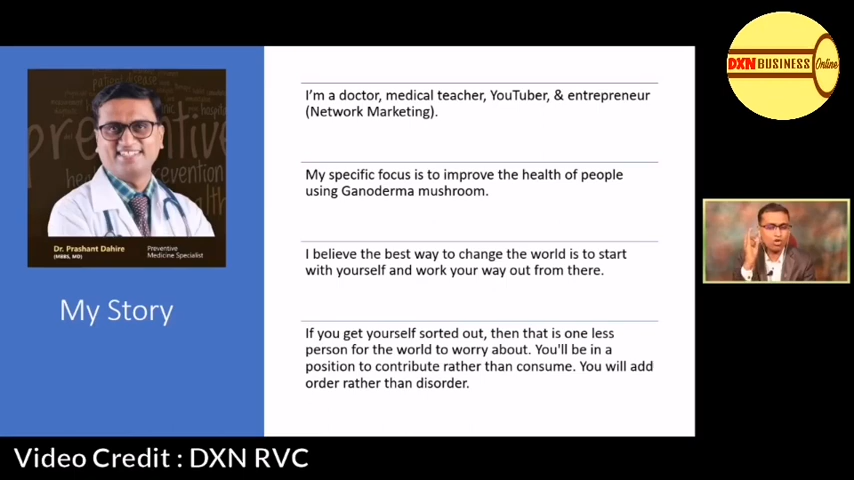 DXN BUSINESS Online
I'm a doctor, medical teacher, YouTuber, & entrepreneur
(Network Marketing).
My specific focus is to improve the health of people
using Ganoderma mushroom.
I believe the best way to change the world is to start
with yourself and work your way out from there.
If you get yourself sorted out, then that is one less
person for the world to worry about. You'll be in a
position to contribute rather than consume. You will add
order rather than disorder.
Dr. Prashant Dahire
(MBBS, MD)
Preventive
Medicine Specialist
My Story
Video Credit : DXN RVC